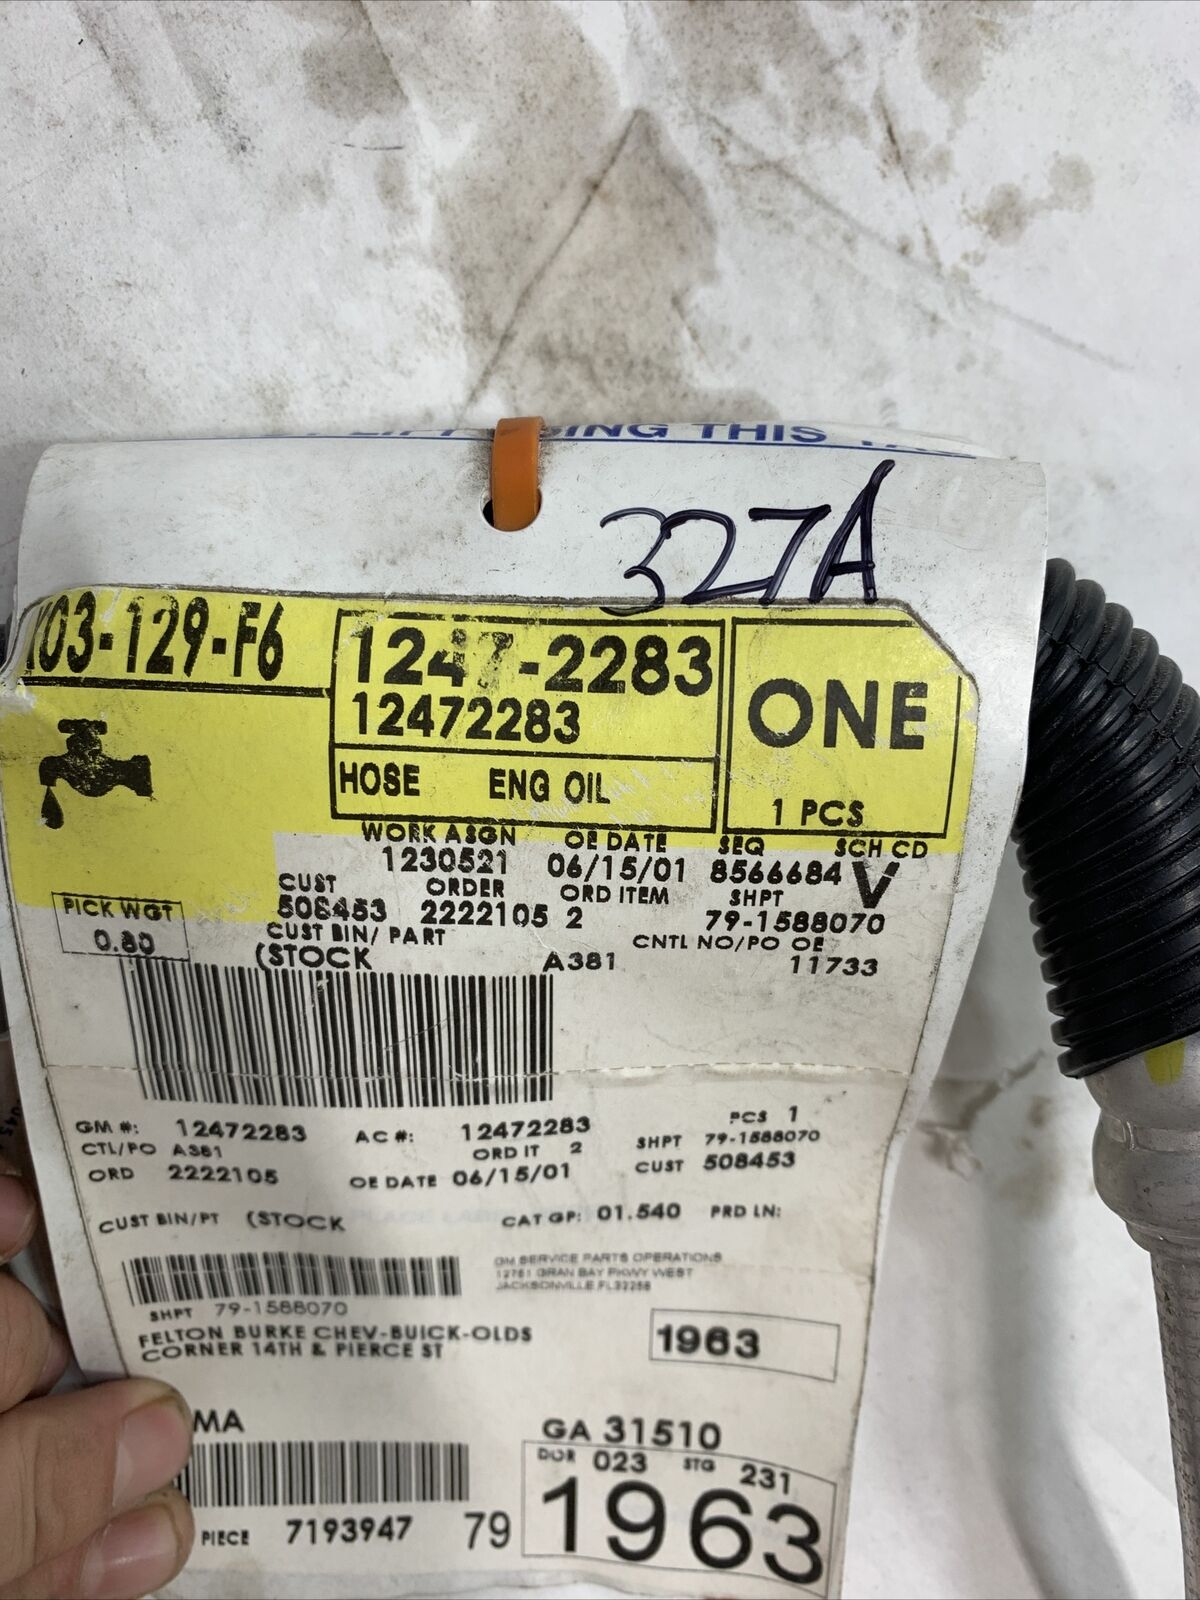 USING THIS
327A
Y03-129-F6
1247-2283
12472283
ONE
HOSE ENG OIL
1 PCS
WORK ASGN OE DATE SEQ SCH CD
1230521 06/15/01 8566684 V
CUST ORDER ORD ITEM SHPT
508453 2222105 2 79-1588070
PICK WGT
0.80
CUST BIN/ PART CNTL NO/PO OE
(STOCK A381 11733
GM #: 12472283 AC #: 12472283 PCS 1
CTL/PO A381 ORD IT 2 SHPT 79-1588070
ORD 2222105 OE DATE 06/15/01 CUST 508453
CUST BIN/PT (STOCK CAT GP: 01.540 PRD LN:
GM SERVICE PARTS OPERATIONS
12751 GRAN BAY PKWY WEST
JACKSONVILLE,FL32258
SHPT 79-1588070
FELTON BURKE CHEV-BUICK-OLDS
CORNER 14TH & PIERCE ST
1963
MA GA 31510
DOR 023 STG 231
PIECE 7193947 79
1963